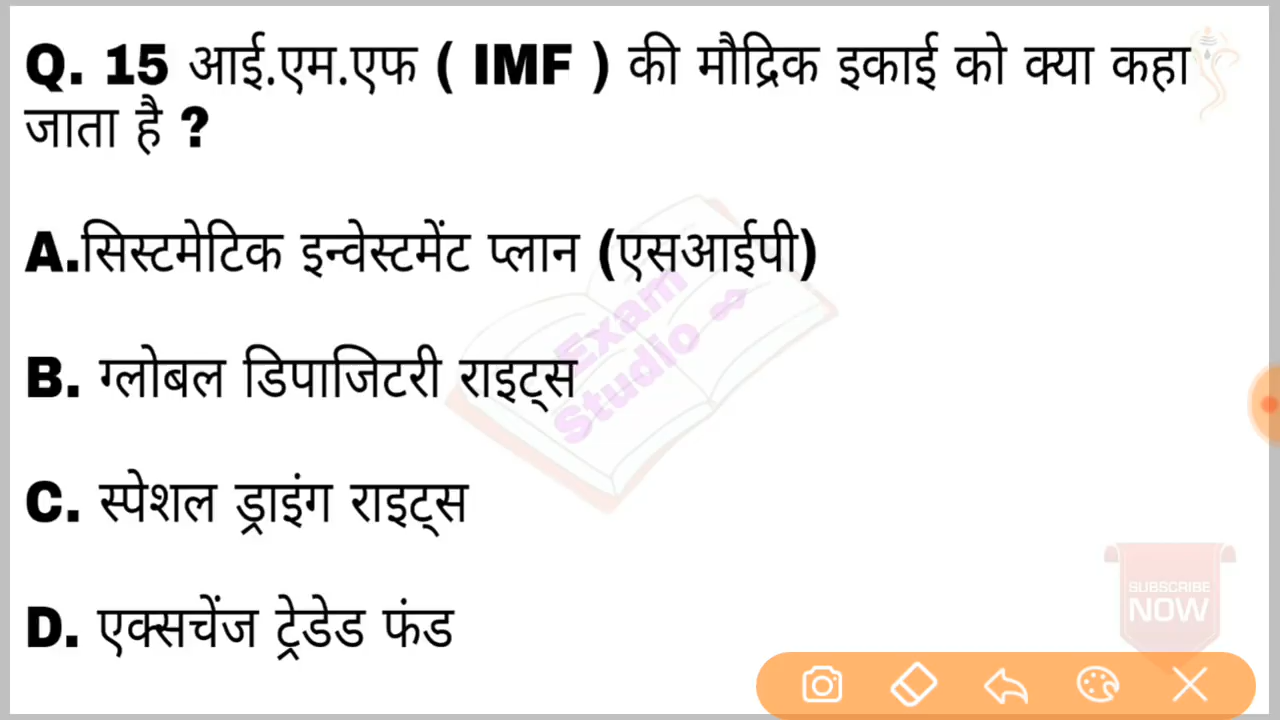 Q. 15 आई.एम.एफ ( IMF ) की मौद्रिक इकाई को क्या कहा
जाता है ?
A.सिस्टमेटिक इन्वेस्टमेंट प्लान (एसआईपी)
Exam
Studio
B. ग्लोबल डिपाजिटरी राइट्स
C. स्पेशल ड्राइंग राइट्स
SUBSCRIBE
NOW
D. एक्सचेंज ट्रेडेड फंड